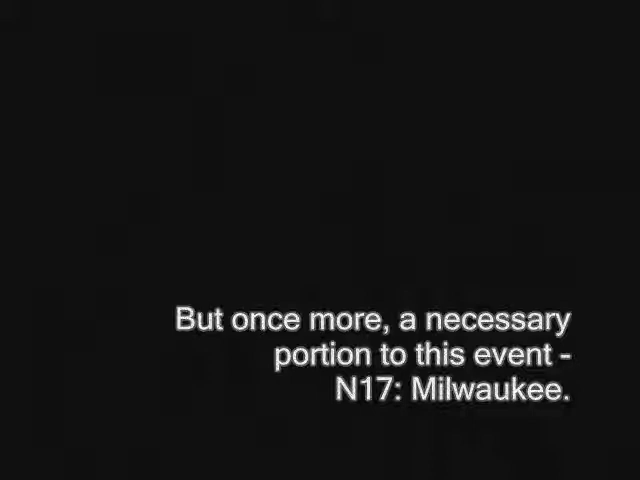 But once more, a necessary
portion to this event -
N17: Milwaukee.